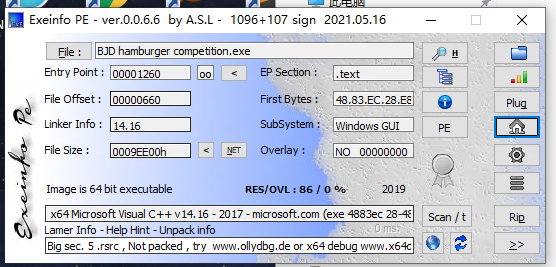 此电脑
Exeinfo PE - ver.0.0.6.6 by A.S.L - 1096+107 sign 2021.05.16
Exeinfo Pe
File : BJD hamburger competition.exe H
Entry Point : 00001260 oo < EP Section : .text
File Offset : 00000660 First Bytes : 48.83.EC.28.E8 Plug
Linker Info : 14.16 SubSystem : Windows GUI PE
File Size : 0009EE00h < NET Overlay : NO 00000000
Image is 64 bit executable RES/OVL : 86 / 0 % 2019
x64 Microsoft Visual C++ v14.16 - 2017 - microsoft.com (exe 4883ec 28-48 Scan / t Rip
Lamer Info - Help Hint - Unpack info 0 ms.
Big sec. 5 .rsrc , Not packed , try www.ollydbg.de or x64 debug www.x64d >>